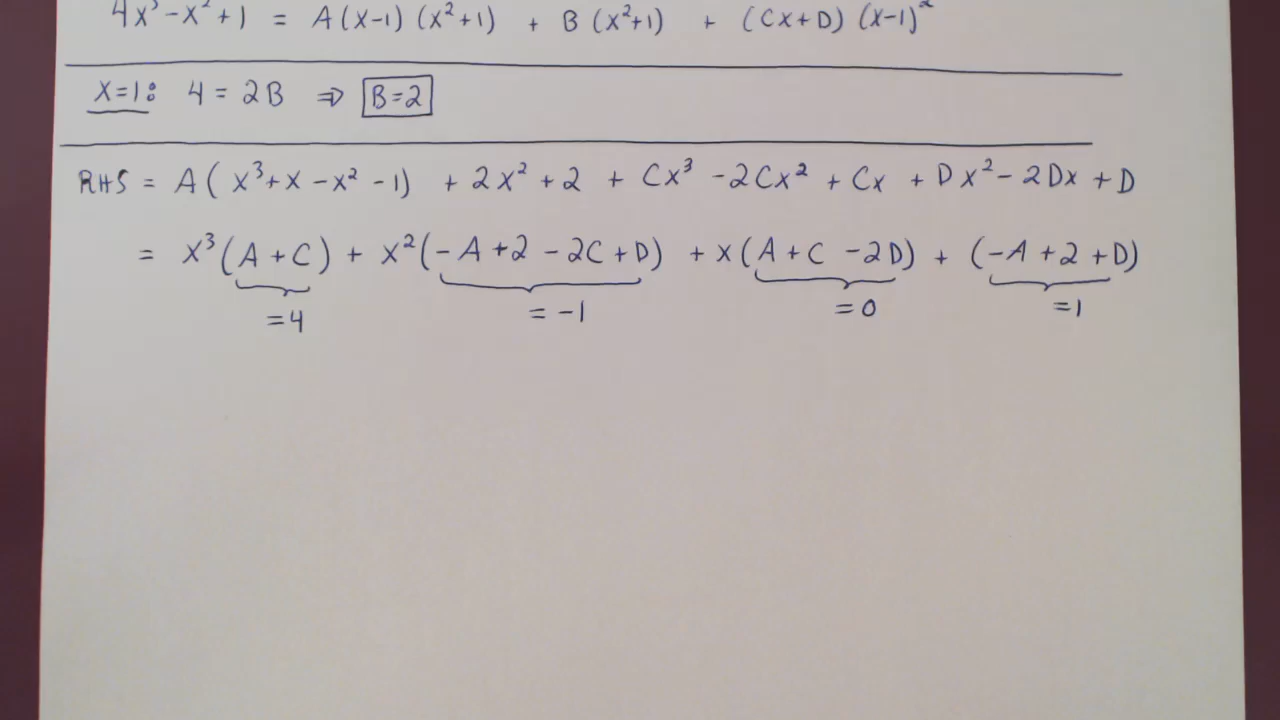 4x³ - x² + 1 = A(x-1)(x²+1) + B(x²+1) + (Cx+D)(x-1)²
x=1: 4 = 2B ⇒ B=2
RHS = A(x³+x-x²-1) + 2x² + 2 + Cx³ - 2Cx² + Cx + Dx² - 2Dx + D
= x³(A+C) + x²(-A+2-2C+D) + x(A+C-2D) + (-A+2+D)
=4 = -1 =0 =1